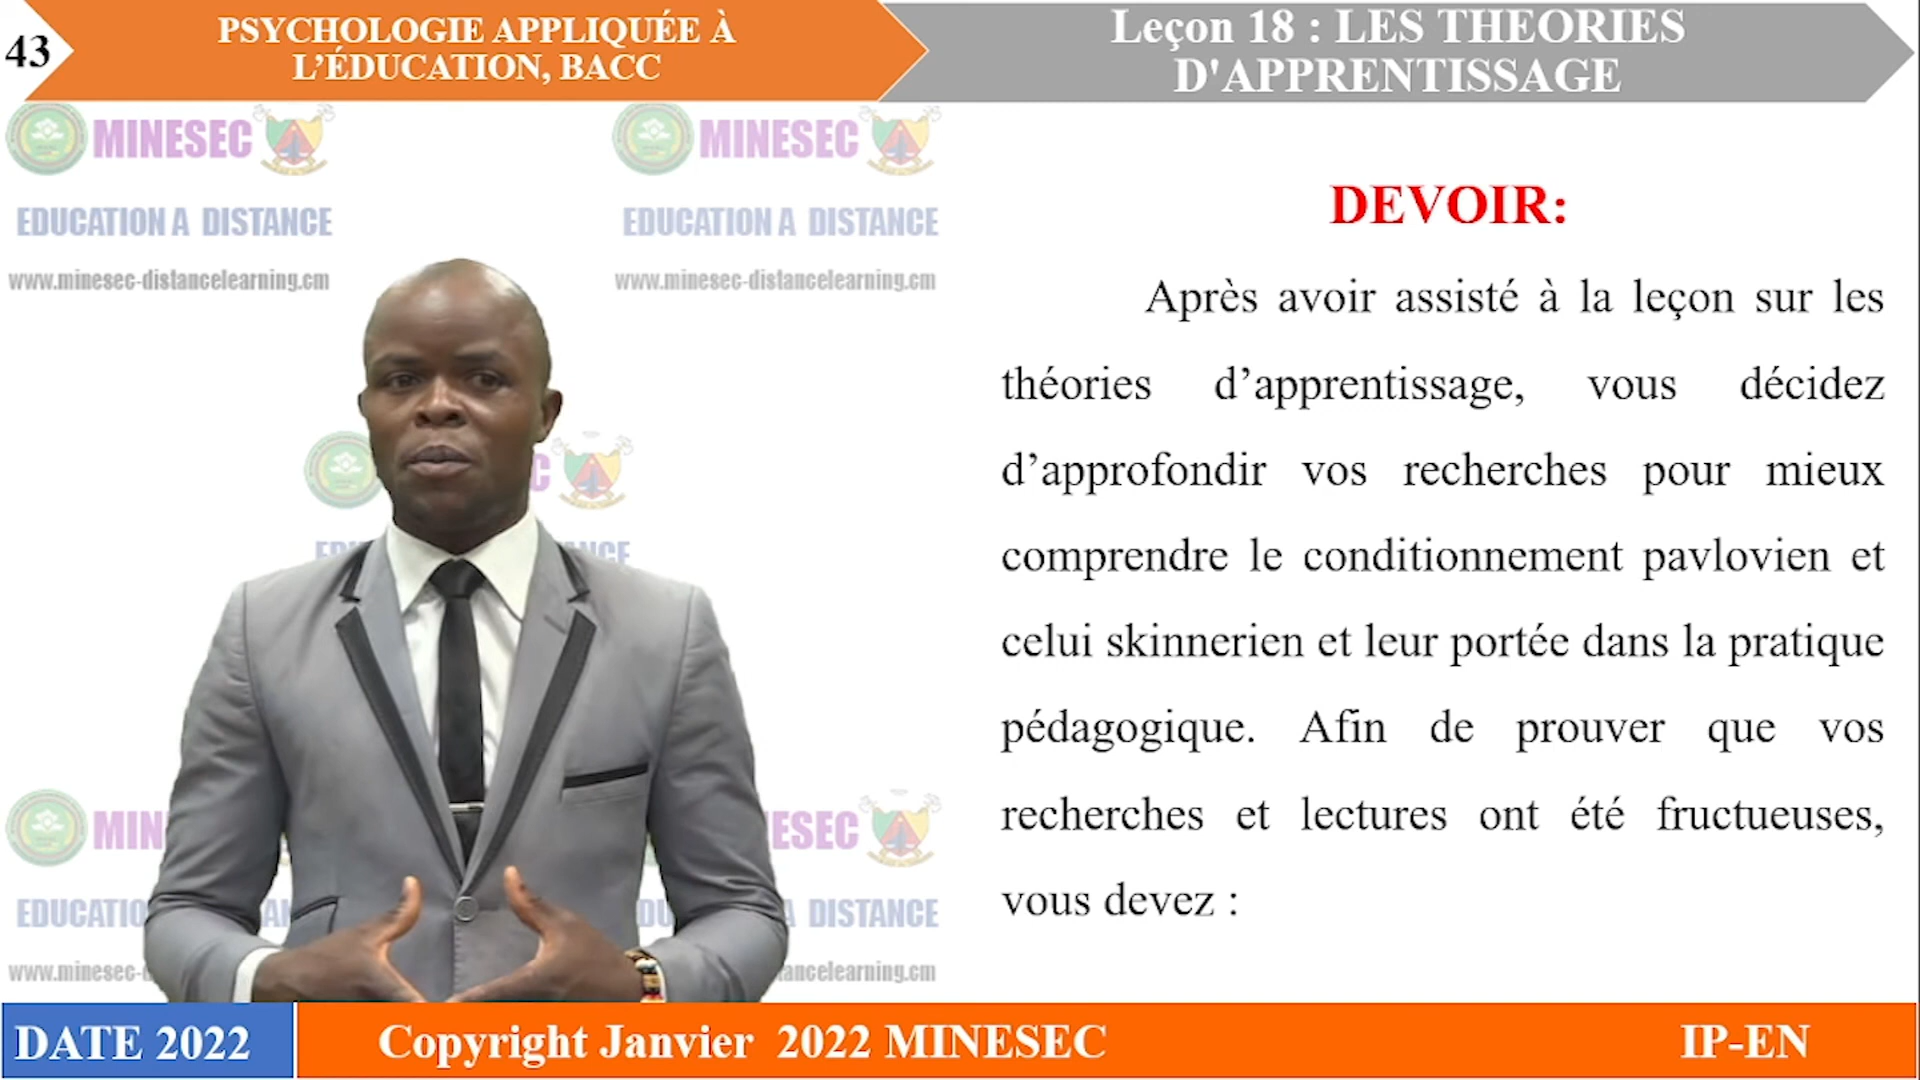 43
PSYCHOLOGIE APPLIQUÉE À
L’ÉDUCATION, BACC
Leçon 18 : LES THEORIES
D'APPRENTISSAGE
MINESEC
EDUCATION A DISTANCE
www.minesec-distancelearning.cm
MINESEC
EDUCATION A DISTANCE
www.minesec-distancelearning.cm
DEVOIR:
Après avoir assisté à la leçon sur les
théories d’apprentissage, vous décidez
d’approfondir vos recherches pour mieux
comprendre le conditionnement pavlovien et
celui skinnerien et leur portée dans la pratique
pédagogique. Afin de prouver que vos
recherches et lectures ont été fructueuses,
vous devez :
DATE 2022
Copyright Janvier 2022 MINESEC
IP-EN